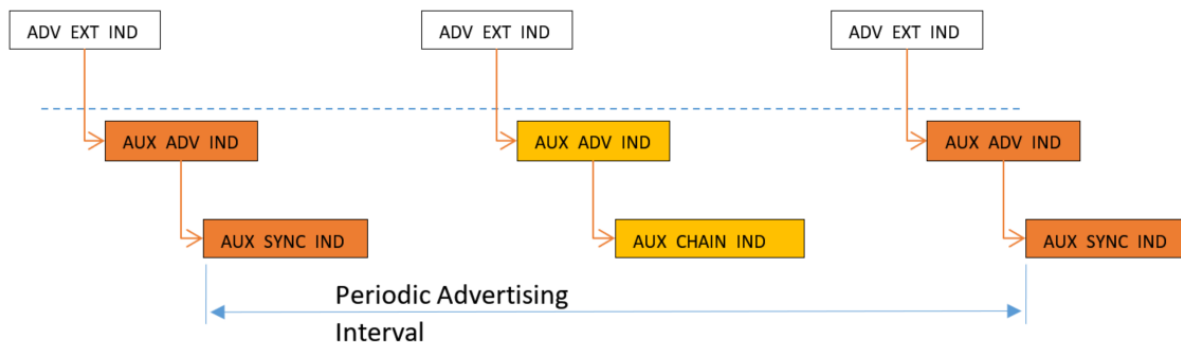 ADV EXT IND
ADV EXT IND
ADV EXT IND
AUX ADV IND
AUX ADV IND
AUX ADV IND
AUX SYNC IND
AUX CHAIN IND
AUX SYNC IND
Periodic Advertising
Interval